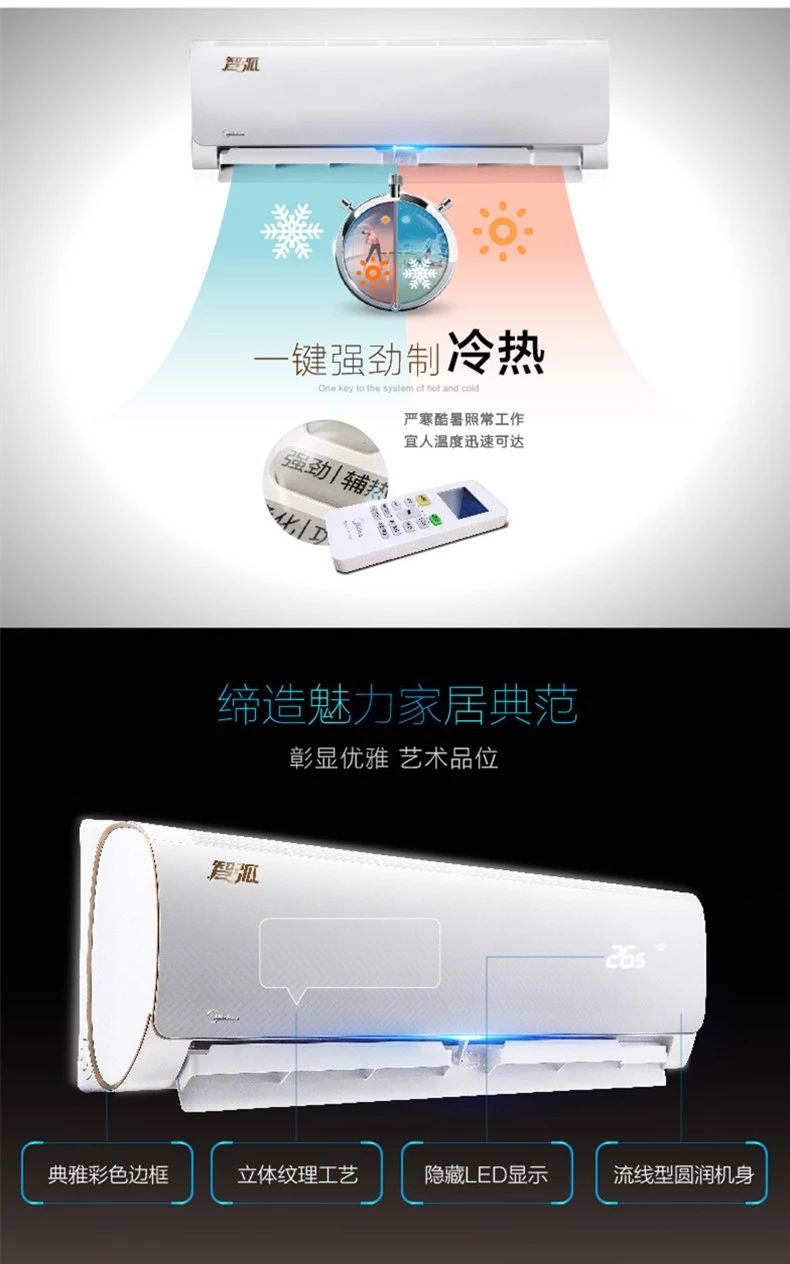 智弧
Midea
一键强劲制冷热
One key to the system of hot and cold
严寒酷暑照常工作
宜人温度迅速可达
强劲|辅热
Midea
缔造魅力家居典范
彰显优雅 艺术品位
智弧
26
Midea
典雅彩色边框
立体纹理工艺
隐藏LED显示
流线型圆润机身